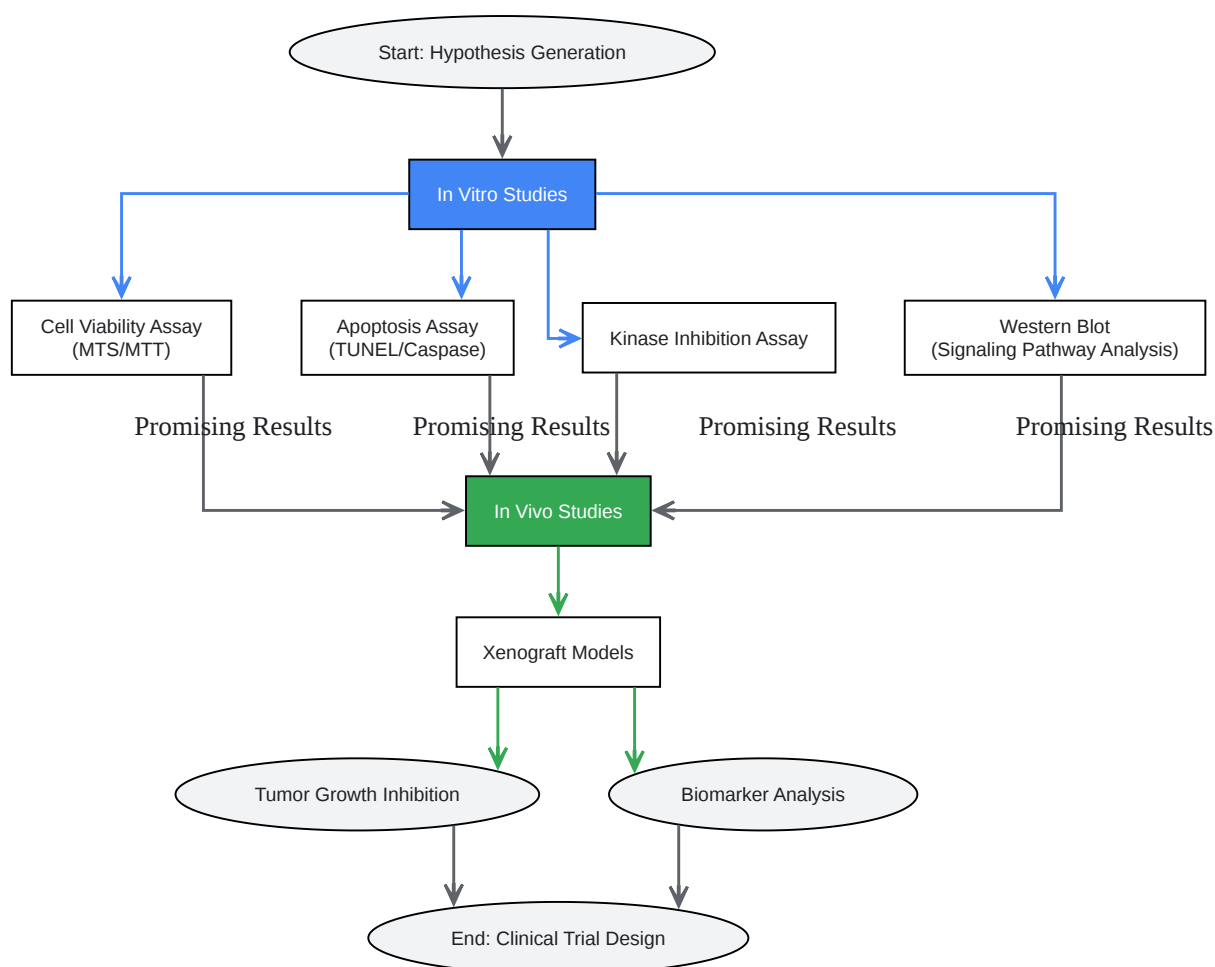 Start: Hypothesis Generation
In Vitro Studies
Cell Viability Assay
(MTS/MTT)
Apoptosis Assay
(TUNEL/Caspase)
Kinase Inhibition Assay
Western Blot
(Signaling Pathway Analysis)
Promising Results
Promising Results
Promising Results
Promising Results
In Vivo Studies
Xenograft Models
Tumor Growth Inhibition
Biomarker Analysis
End: Clinical Trial Design